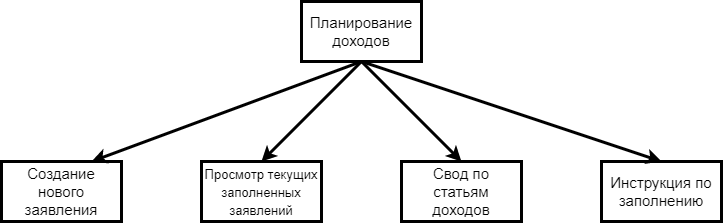 Планирование
доходов
Создание
нового
заявления
Просмотр текущих
заполненных
заявлений
Свод по
статьям
доходов
Инструкция по
заполнению